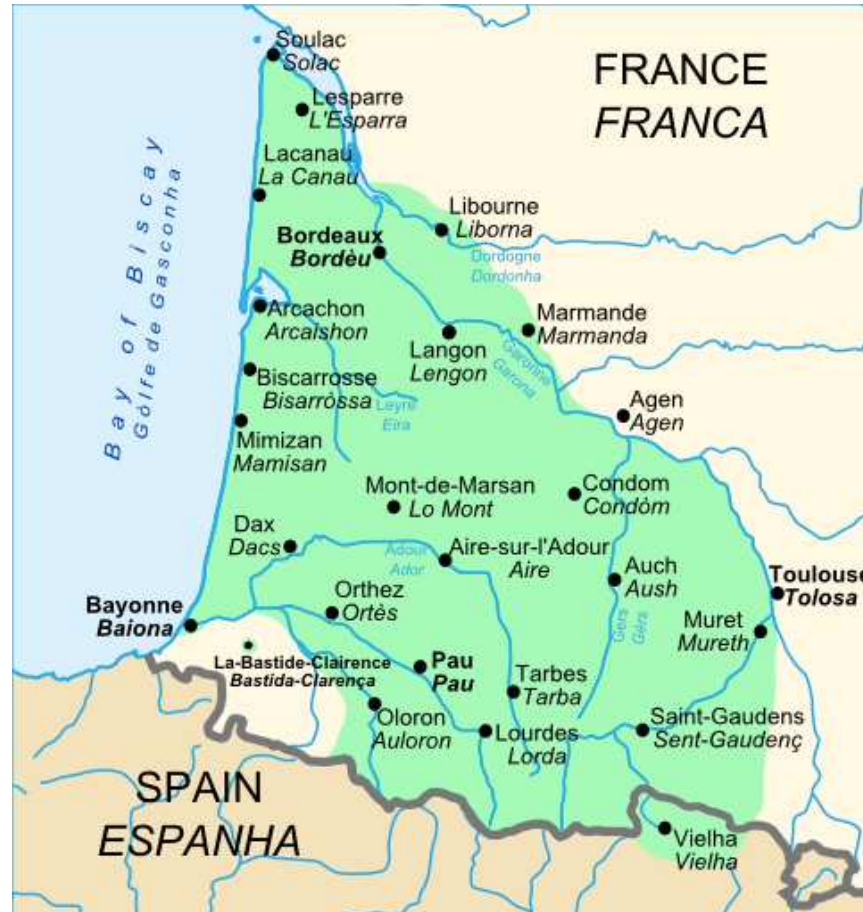 Soulac
Solac
FRANCE
FRANCA
Lesparre
L'Esparra
Lacanau
La Canau
Bay of Biscay
Gòlfe de Gasconha
Libourne
Liborna
Bordeaux
Bordèu
Dordogne
Dordonha
Arcachon
Arcaishon
Marmande
Marmanda
Langon
Lengon
Garonne
Garona
Biscarrosse
Bisarròssa
Leyre
Eira
Agen
Agen
Mimizan
Mamisan
Mont-de-Marsan
Lo Mont
Condom
Condòm
Dax
Dacs
Adour
Ador
Aire-sur-l'Adour
Aire
Auch
Aush
Toulouse
Tolosa
Orthez
Ortès
Bayonne
Baiona
Gers
Gèrs
Muret
Mureth
La-Bastide-Clairence
Bastida-Clarença
Pau
Pau
Tarbes
Tarba
Oloron
Auloron
Lourdes
Lorda
Saint-Gaudens
Sent-Gaudenç
SPAIN
ESPANHA
Vielha
Vielha